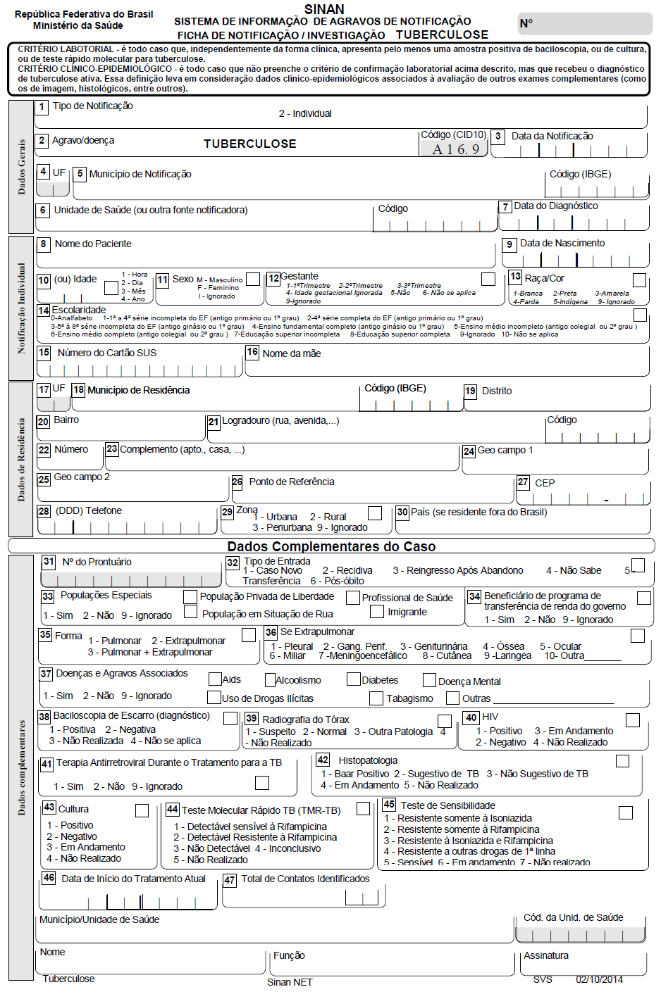 República Federativa do Brasil
Ministério da Saúde
SINAN
SISTEMA DE INFORMAÇÃO DE AGRAVOS DE NOTIFICAÇÃO
FICHA DE NOTIFICAÇÃO / INVESTIGAÇÃO TUBERCULOSE
Nº
CRITÉRIO LABOTORIAL - é todo caso que, independentemente da forma clínica, apresenta pelo menos uma amostra positiva de baciloscopia, ou de cultura,
ou de teste rápido molecular para tuberculose.
CRITÉRIO CLÍNICO-EPIDEMIOLÓGICO - é todo caso que não preenche o critério de confirmação laboratorial acima descrito, mas que recebeu o diagnóstico
de tuberculose ativa. Essa definição leva em consideração dados clínico-epidemiológicos associados à avaliação de outros exames complementares (como
os de imagem, histológicos, entre outros).
Dados Gerais
1 Tipo de Notificação
2 - Individual
2 Agravo/doença
TUBERCULOSE
Código (CID10)
A 1 6. 9
3 Data da Notificação
4 UF
5 Município de Notificação
Código (IBGE)
6 Unidade de Saúde (ou outra fonte notificadora)
Código
7 Data do Diagnóstico
Notificação Individual
8 Nome do Paciente
9 Data de Nascimento
10 (ou) Idade
1 - Hora
2 - Dia
3 - Mês
4 - Ano
11 Sexo M - Masculino
F - Feminino
I - Ignorado
12 Gestante
1-1ºTrimestre 2-2ºTrimestre 3-3ºTrimestre
4- Idade gestacional Ignorada 5-Não 6- Não se aplica
9-Ignorado
13 Raça/Cor
1-Branca 2-Preta 3-Amarela
4-Parda 5-Indígena 9- Ignorado
14 Escolaridade
0-Analfabeto 1-1ª a 4ª série incompleta do EF (antigo primário ou 1º grau) 2-4ª série completa do EF (antigo primário ou 1º grau)
3-5ª à 8ª série incompleta do EF (antigo ginásio ou 1º grau) 4-Ensino fundamental completo (antigo ginásio ou 1º grau) 5-Ensino médio incompleto (antigo colegial ou 2º grau )
6-Ensino médio completo (antigo colegial ou 2º grau ) 7-Educação superior incompleta 8-Educação superior completa 9-Ignorado 10- Não se aplica
15 Número do Cartão SUS
16 Nome da mãe
Dados de Residência
17 UF
18 Município de Residência
Código (IBGE)
19 Distrito
20 Bairro
21 Logradouro (rua, avenida,...)
Código
22 Número
23 Complemento (apto., casa, ...)
24 Geo campo 1
25 Geo campo 2
26 Ponto de Referência
27 CEP
-
28 (DDD) Telefone
29 Zona
1 - Urbana 2 - Rural
3 - Periurbana 9 - Ignorado
30 País (se residente fora do Brasil)
Dados Complementares do Caso
Dados complementares
31 Nº do Prontuário
32 Tipo de Entrada
1 - Caso Novo 2 - Recidiva 3 - Reingresso Após Abandono 4 - Não Sabe 5 -
Transferência 6 - Pós-óbito
33 Populações Especiais
1 - Sim 2 - Não 9 - Ignorado
População Privada de Liberdade
Profissional de Saúde
População em Situação de Rua
Imigrante
34 Beneficiário de programa de
transferência de renda do governo
1 - Sim 2 - Não 9 - Ignorado
35 Forma
1 - Pulmonar 2 - Extrapulmonar
3 - Pulmonar + Extrapulmonar
36 Se Extrapulmonar
1 - Pleural 2 - Gang. Perif. 3 - Geniturinária 4 - Óssea 5 - Ocular
6 - Miliar 7 -Meningoencefálico 8 - Cutânea 9 -Laringea 10- Outra_______
37 Doenças e Agravos Associados
1 - Sim 2 - Não 9 - Ignorado
Aids
Alcoolismo
Diabetes
Doença Mental
Uso de Drogas Ilícitas
Tabagismo
Outras ______________________
38 Baciloscopia de Escarro (diagnóstico)
1 - Positiva 2 - Negativa
3 - Não Realizada 4 - Não se aplica
39 Radiografia do Tórax
1 - Suspeito 2 - Normal 3 - Outra Patologia 4
- Não Realizado
40 HIV
1 - Positivo 3 - Em Andamento
2 - Negativo 4 - Não Realizado
41 Terapia Antirretroviral Durante o Tratamento para a TB
1 - Sim 2 - Não 9 - Ignorado
42 Histopatologia
1 - Baar Positivo 2 - Sugestivo de TB 3 - Não Sugestivo de TB
4 - Em Andamento 5 - Não Realizado
43 Cultura
1 - Positivo
2 - Negativo
3 - Em Andamento
4 - Não Realizado
44 Teste Molecular Rápido TB (TMR-TB)
1 - Detectável sensível à Rifampicina
2 - Detectável Resistente à Rifampicina
3 - Não Detectável 4 - Inconclusivo
5 - Não Realizado
45 Teste de Sensibilidade
1 - Resistente somente à Isoniazida
2 - Resistente somente à Rifampicina
3 - Resistente à Isoniazida e Rifampicina
4 - Resistente a outras drogas de 1ª linha
5 - Sensível 6 - Em andamento 7 - Não realizado
46 Data de Início do Tratamento Atual
47 Total de Contatos Identificados
Município/Unidade de Saúde
Cód. da Unid. de Saúde
Nome
Função
Assinatura
Tuberculose
Sinan NET
SVS 02/10/2014